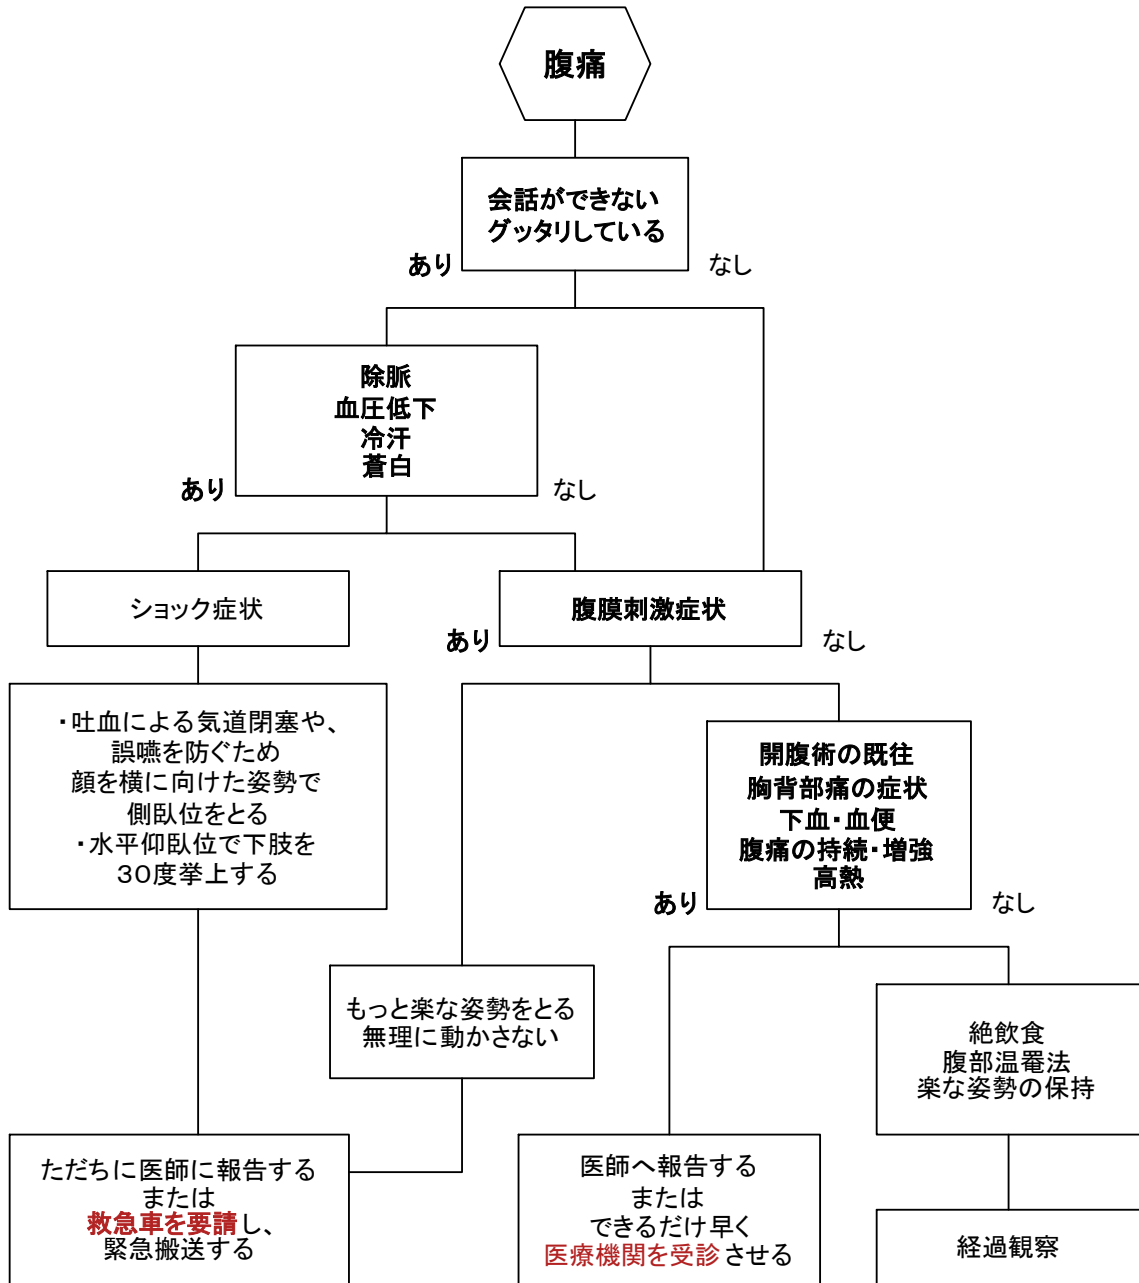 腹痛
会話ができない
グッタリしている
あり
なし
除脈
血圧低下
冷汗
蒼白
あり
なし
ショック症状
腹膜刺激症状
あり
なし
・吐血による気道閉塞や、
誤嚥を防ぐため
顔を横に向けた姿勢で
側臥位をとる
・水平仰臥位で下肢を
30度挙上する
開腹術の既往
胸背部痛の症状
下血・血便
腹痛の持続・増強
高熱
あり
なし
もっと楽な姿勢をとる
無理に動かさない
絶飲食
腹部温罨法
楽な姿勢の保持
ただちに医師に報告する
または
救急車を要請し、
緊急搬送する
医師へ報告する
または
できるだけ早く
医療機関を受診させる
経過観察